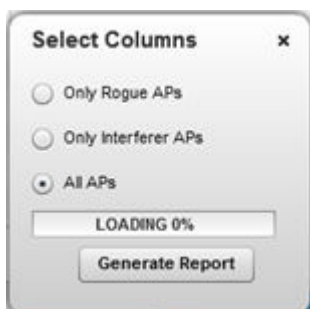 Select Columns ×
Only Rogue APs
Only Interferer APs
All APs
LOADING 0%
Generate Report